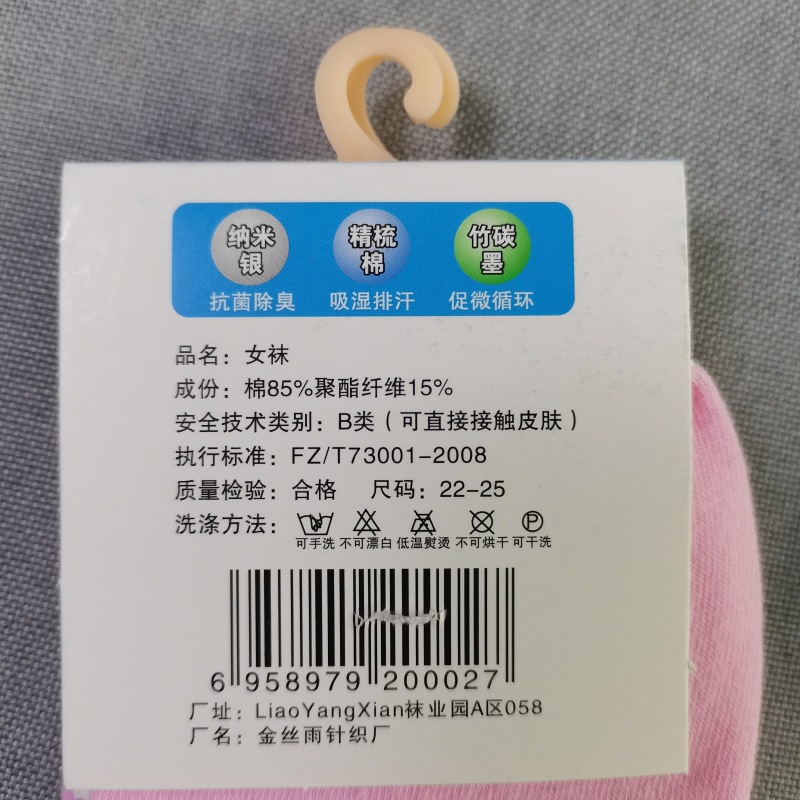 纳米银 精梳棉 竹碳墨
抗菌除臭 吸湿排汗 促微循环
品名：女袜
成份：棉85%聚酯纤维15%
安全技术类别：B类（可直接接触皮肤）
执行标准：FZ/T73001-2008
质量检验：合格 尺码：22-25
洗涤方法：
可手洗 不可漂白 低温熨烫 不可烘干 可干洗
6 958979 200027
厂址：LiaoYangXian袜业园A区058
厂名：金丝雨针织厂